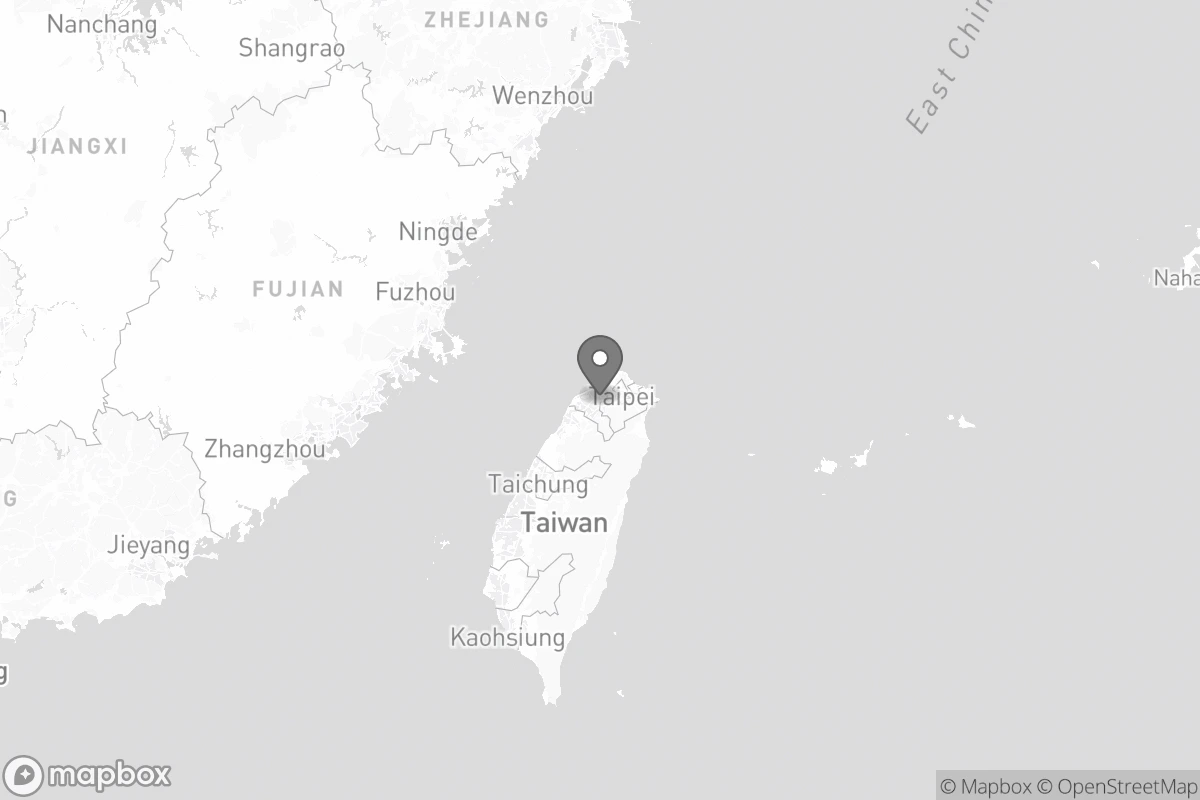 Nanchang
ZHEJIANG
Shangrao
East Chin
Wenzhou
n
JIANGXI
Ningde
Naha
FUJIAN
Fuzhou
Taipei
Zhangzhou
Taichung
G
Taiwan
Jieyang
Kaohsiung
g
mapbox
© Mapbox © OpenStreetMap